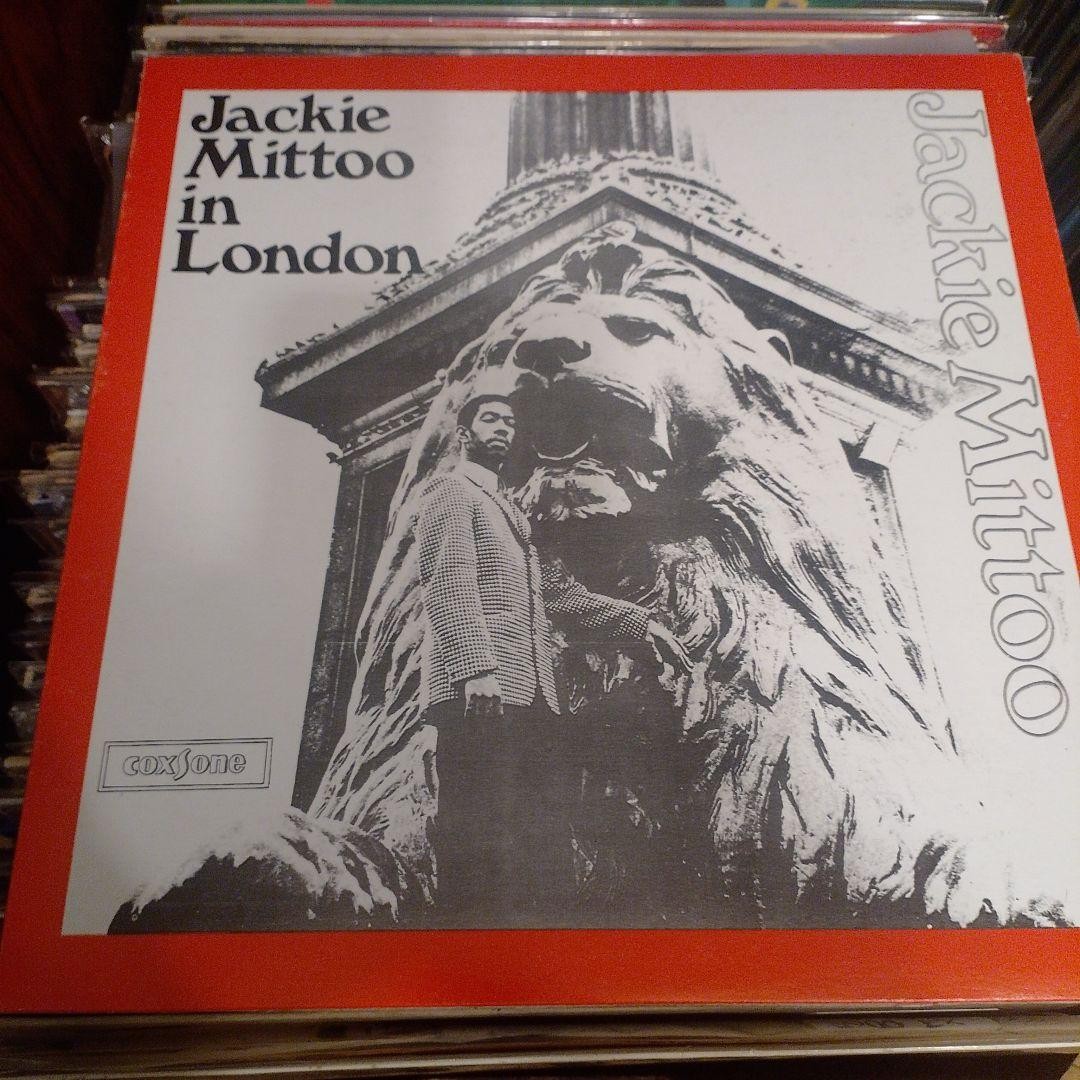 Jackie
Mittoo
in
London
Jackie Mittoo
coxsone